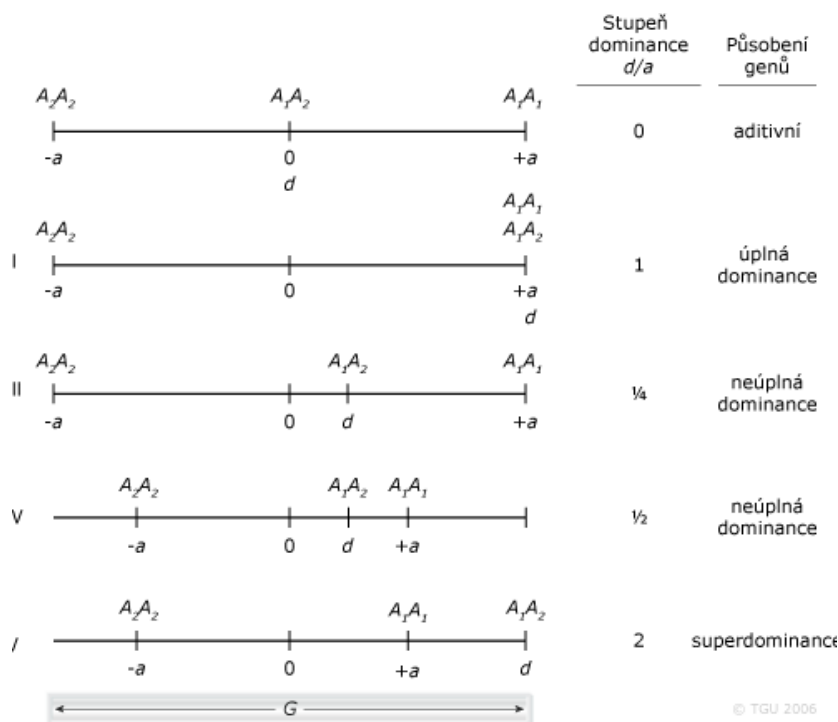 Stupeň
dominance
d/a
Působení
genů
A₂A₂ A₁A₂ A₁A₁
-a 0 +a
d
0 aditivní
A₁A₁
I A₂A₂ A₁A₂
-a 0 +a
d
1 úplná
dominance
II A₂A₂ A₁A₂ A₁A₁
-a 0 d +a
¼ neúplná
dominance
V A₂A₂ A₁A₂ A₁A₁
-a 0 d +a
½ neúplná
dominance
A₂A₂ A₁A₁ A₁A₂
-a 0 +a d
2 superdominance
G
© TGU 2006